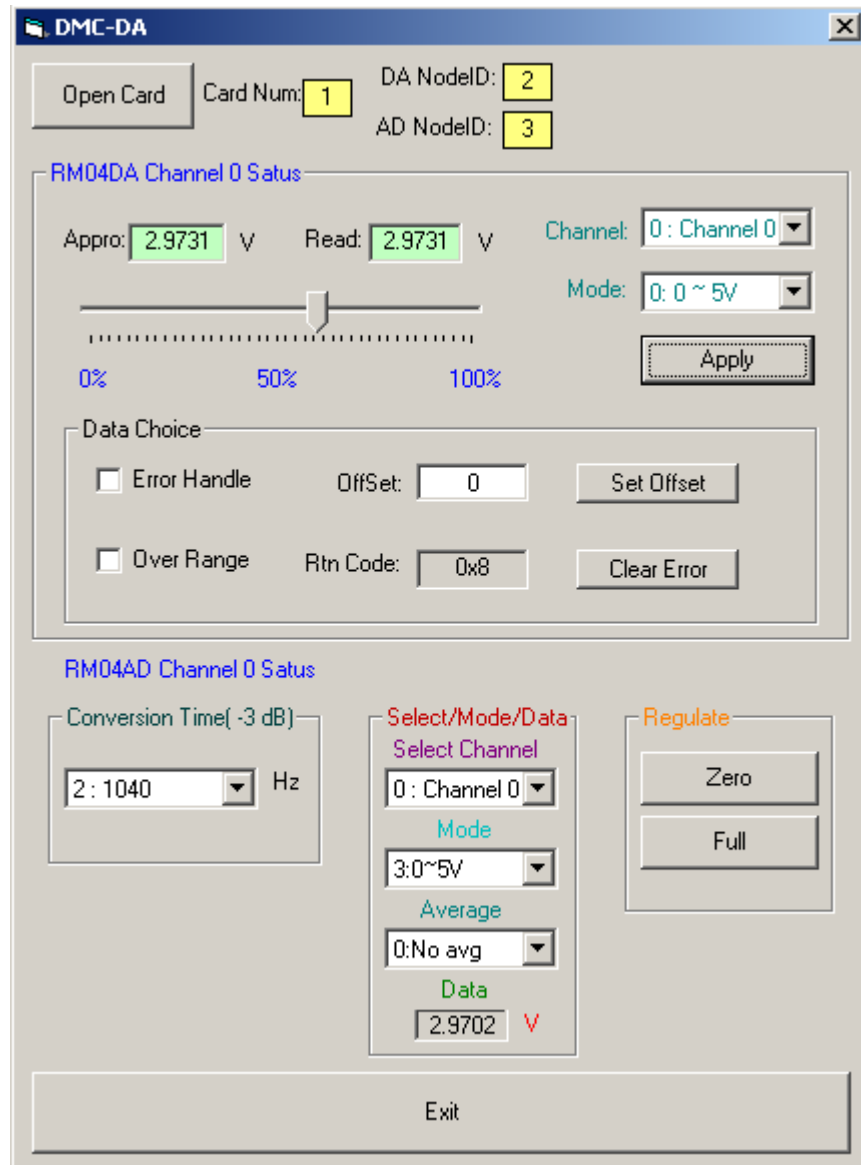 DMC-DA
Open Card
Card Num: 1
DA NodeID: 2
AD NodeID: 3
RM04DA Channel 0 Satus
Appro: 2.9731 V
Read: 2.9731 V
Channel: 0 : Channel 0
Mode: 0: 0 ~ 5V
0% 50% 100%
Apply
Data Choice
Error Handle
OffSet: 0
Set Offset
Over Range
Rtn Code: 0x8
Clear Error
RM04AD Channel 0 Satus
Conversion Time( -3 dB)
2 : 1040 Hz
Select/Mode/Data
Select Channel
0 : Channel 0
Mode
3:0~5V
Average
0:No avg
Data
2.9702 V
Regulate
Zero
Full
Exit